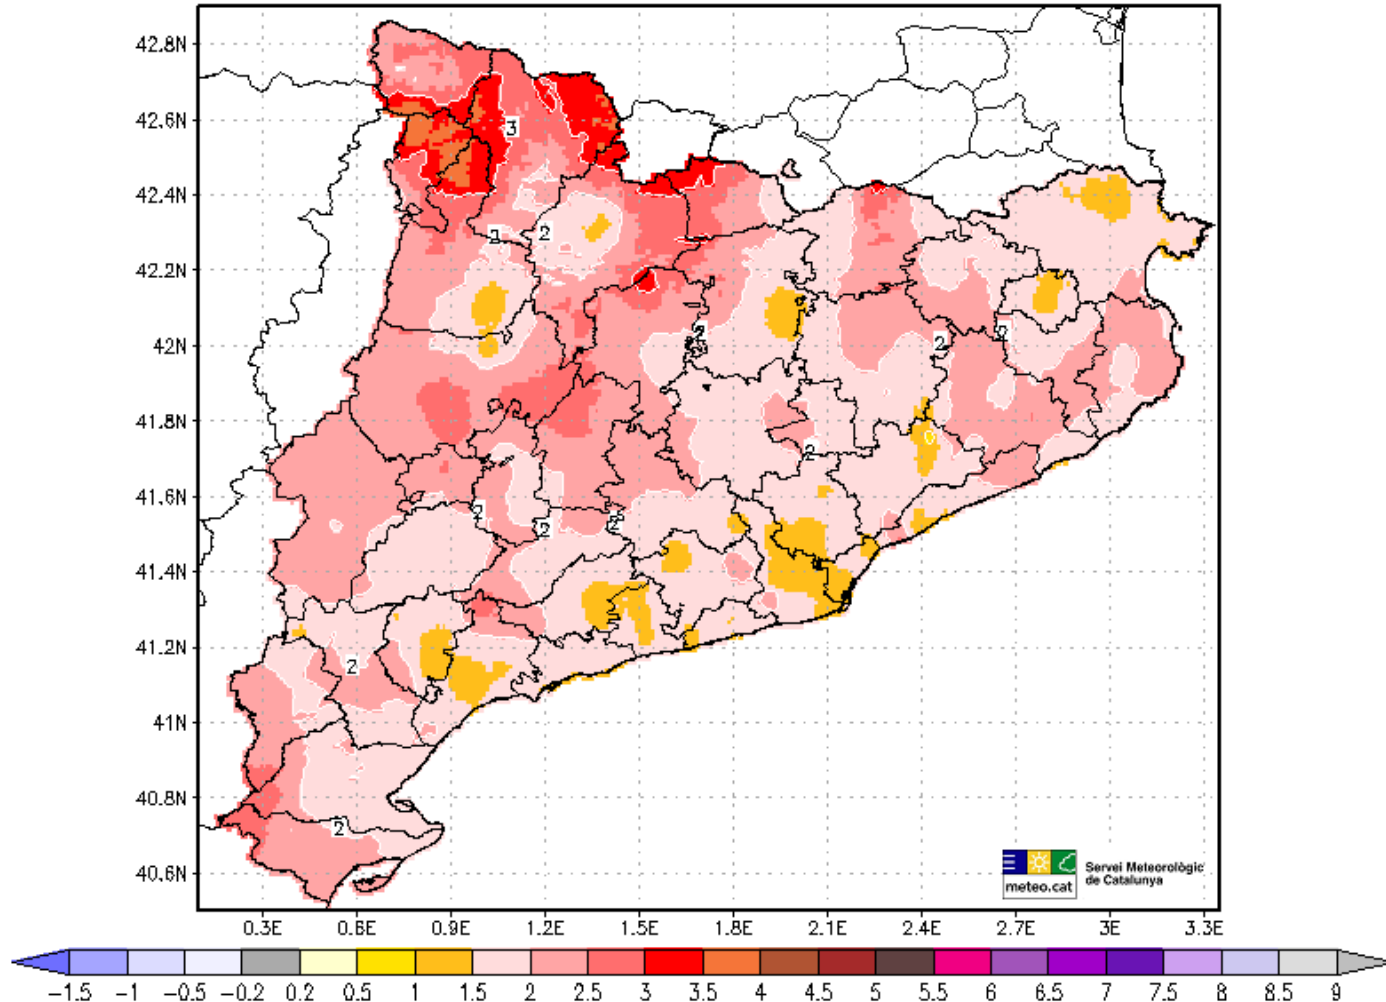 42.8N
42.6N
42.4N
42.2N
42N
41.8N
41.6N
41.4N
41.2N
41N
40.8N
40.6N
3
2
2
2
2
2
2
2
2
2
2
2
meteo.cat
Servei Meteorològic
de Catalunya
0.3E 0.6E 0.9E 1.2E 1.5E 1.8E 2.1E 2.4E 2.7E 3E 3.3E
−1.5 −1 −0.5 −0.2 0.2 0.5 1 1.5 2 2.5 3 3.5 4 4.5 5 5.5 6 6.5 7 7.5 8 8.5 9